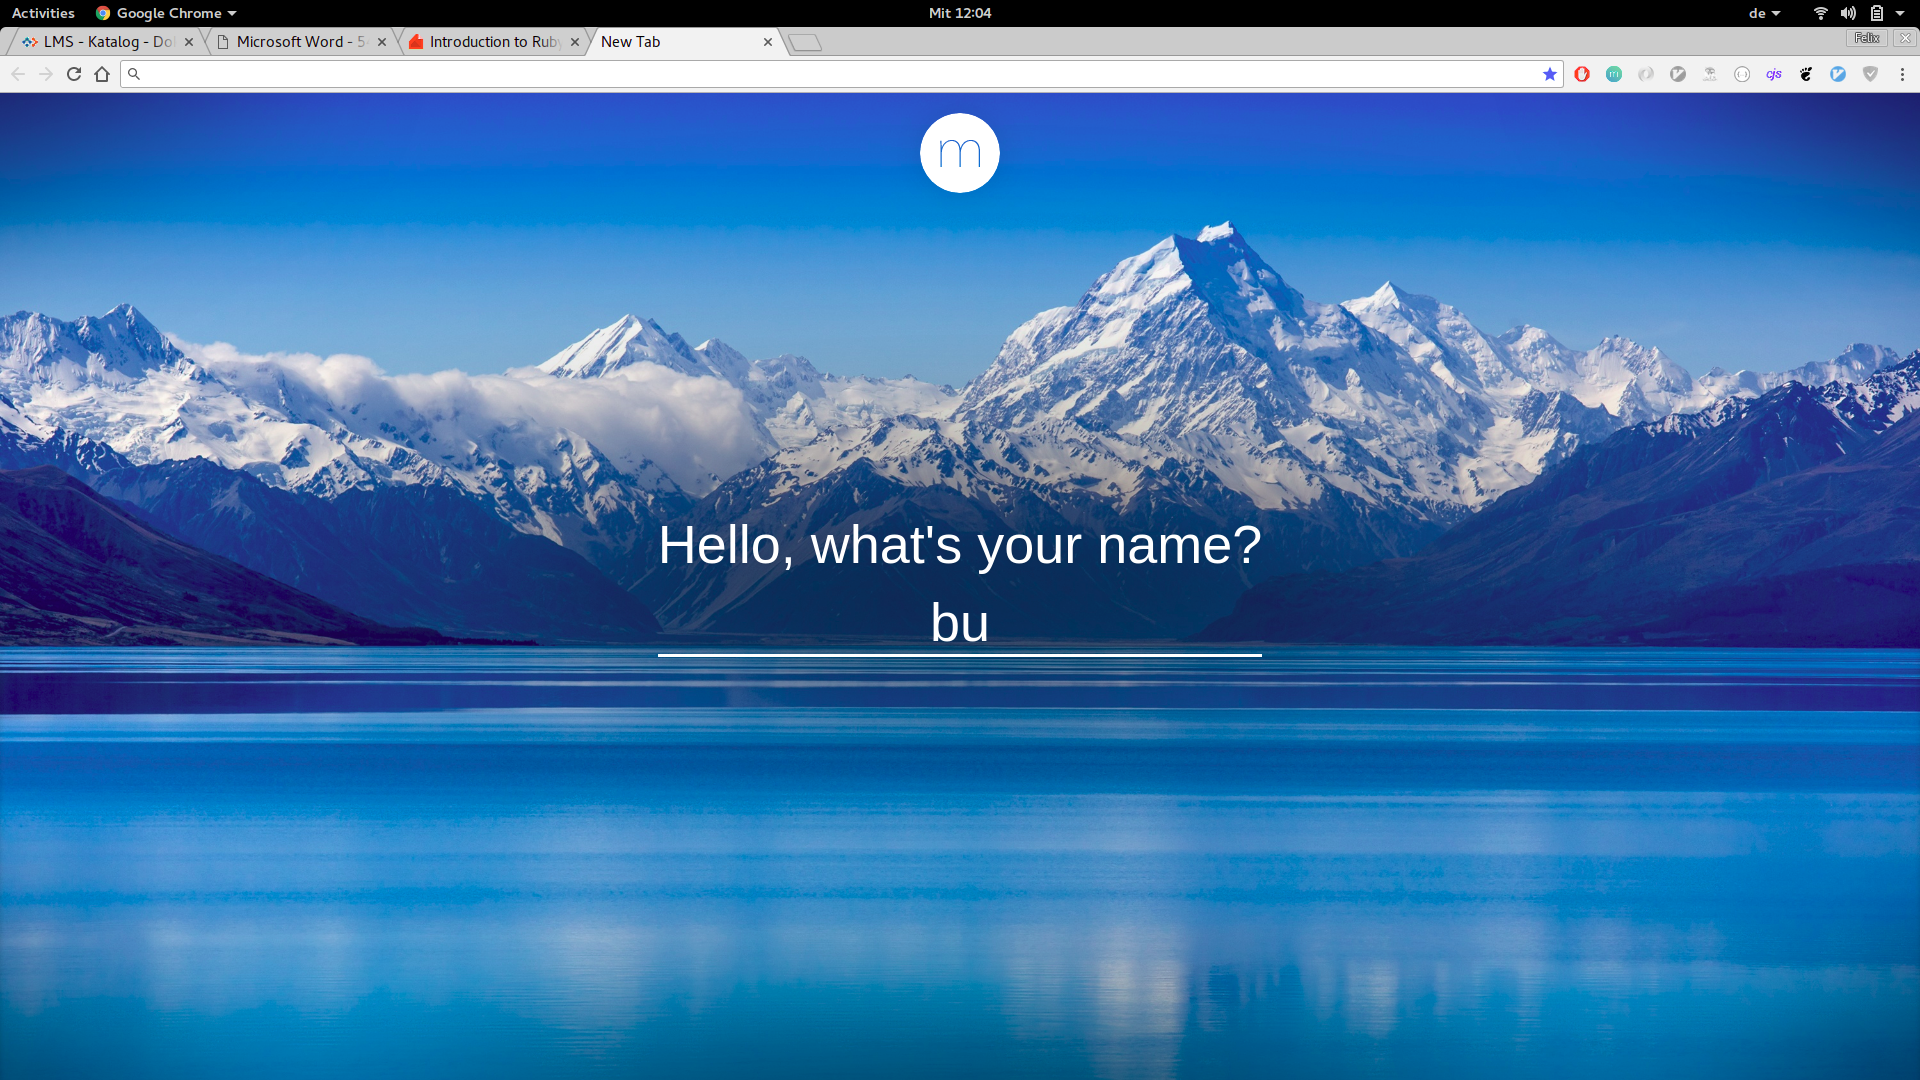 Activities Google Chrome Mit 12:04 de
LMS - Katalog - Do Microsoft Word - 5 Introduction to Ruby New Tab Felix
m cjs
m
Hello, what's your name?
bu